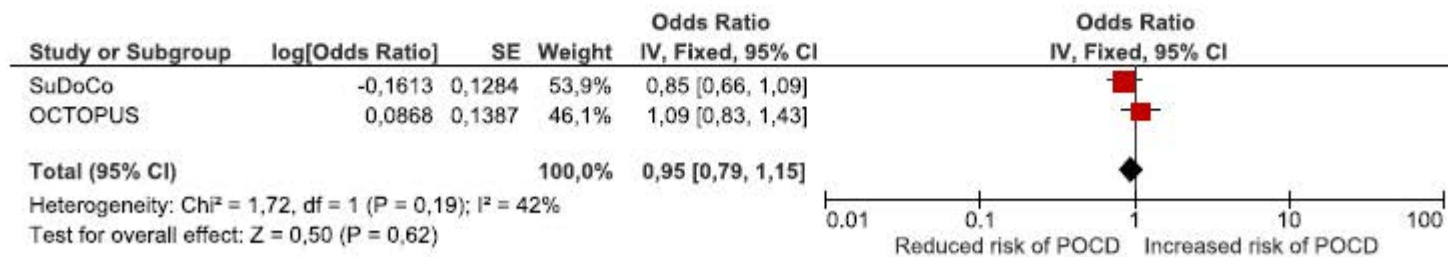 Odds Ratio Odds Ratio
Study or Subgroup log[Odds Ratio] SE Weight IV, Fixed, 95% CI IV, Fixed, 95% CI
SuDoCo -0,1613 0,1284 53,9% 0,85 [0,66, 1,09]
OCTOPUS 0,0868 0,1387 46,1% 1,09 [0,83, 1,43]
Total (95% CI) 100,0% 0,95 [0,79, 1,15]
Heterogeneity: Chi² = 1,72, df = 1 (P = 0,19); I² = 42%
Test for overall effect: Z = 0,50 (P = 0,62)
0.01 0.1 1 10 100
Reduced risk of POCD Increased risk of POCD